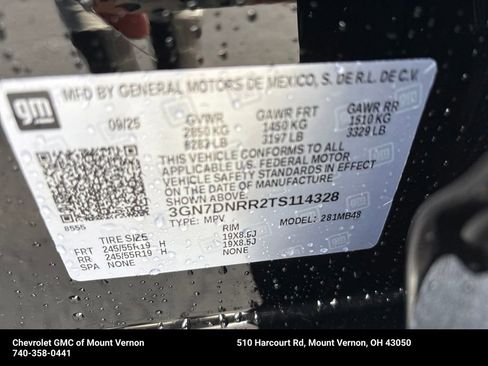 gm
MFD BY GENERAL MOTORS DE MEXICO, S. DE R.L. DE C.V.
09/25 GVWR GAWR FRT GAWR RR
2850 KG 1450 KG 1510 KG
6283 LB 3197 LB 3329 LB
THIS VEHICLE CONFORMS TO ALL
APPLICABLE U.S. FEDERAL MOTOR
VEHICLE SAFETY STANDARDS IN EFFECT
ON THE DATE OF MANUFACTURE SHOWN ABOVE.
3GN7DNRR2TS114328
8555 TYPE: MPV MODEL: 281MB48
TIRE SIZE RIM
FRT 245/55R19 H 19X8.5J
RR 245/55R19 H 19X8.5J
SPA NONE NONE
Chevrolet GMC of Mount Vernon 510 Harcourt Rd, Mount Vernon, OH 43050
740-358-0441